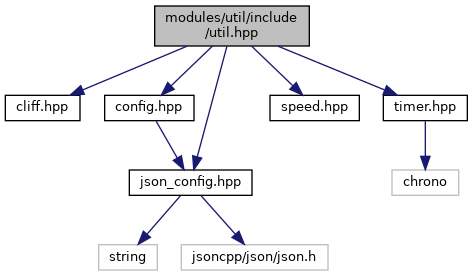 modules/util/include
/util.hpp
cliff.hpp
config.hpp
speed.hpp
timer.hpp
json_config.hpp
chrono
string
jsoncpp/json/json.h